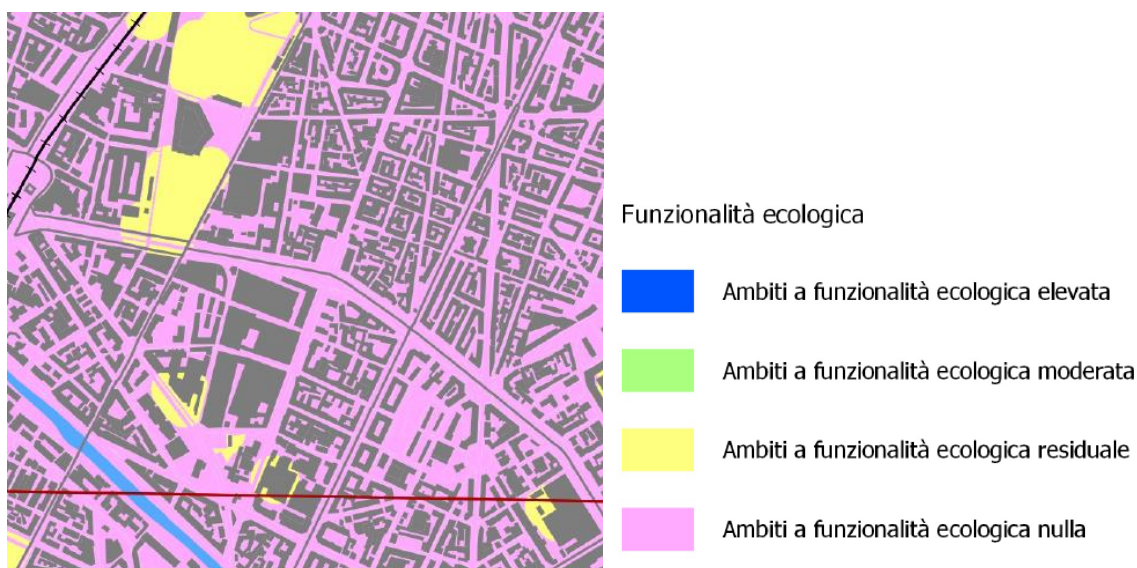 Funzionalità ecologica
Ambiti a funzionalità ecologica elevata
Ambiti a funzionalità ecologica moderata
Ambiti a funzionalità ecologica residuale
Ambiti a funzionalità ecologica nulla